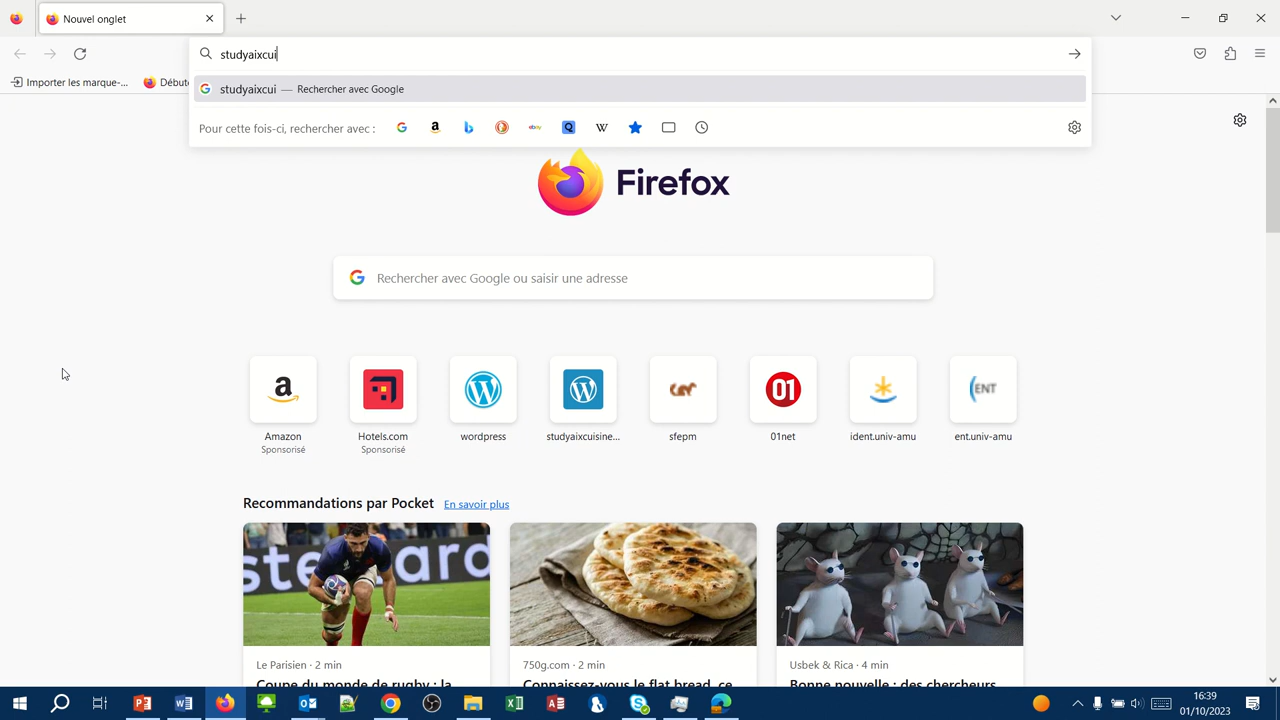 Nouvel onglet
studyaixcui
Importer les marque-...
Débute
studyaixcui — Rechercher avec Google
Pour cette fois-ci, rechercher avec :
a
ebay
Q
W
Firefox
Rechercher avec Google ou saisir une adresse
a
01
ENT
Amazon
Sponsorisé
Hotels.com
Sponsorisé
wordpress
studyaixcuisine...
sfepm
01net
ident.univ-amu
ent.univ-amu
Recommandations par Pocket
En savoir plus
Le Parisien · 2 min
Coupe du monde de rugby : la
750g.com · 2 min
Connaissez-vous le flat bread, ce
Usbek & Rica · 4 min
Bonne nouvelle : des chercheurs
16:39
01/10/2023